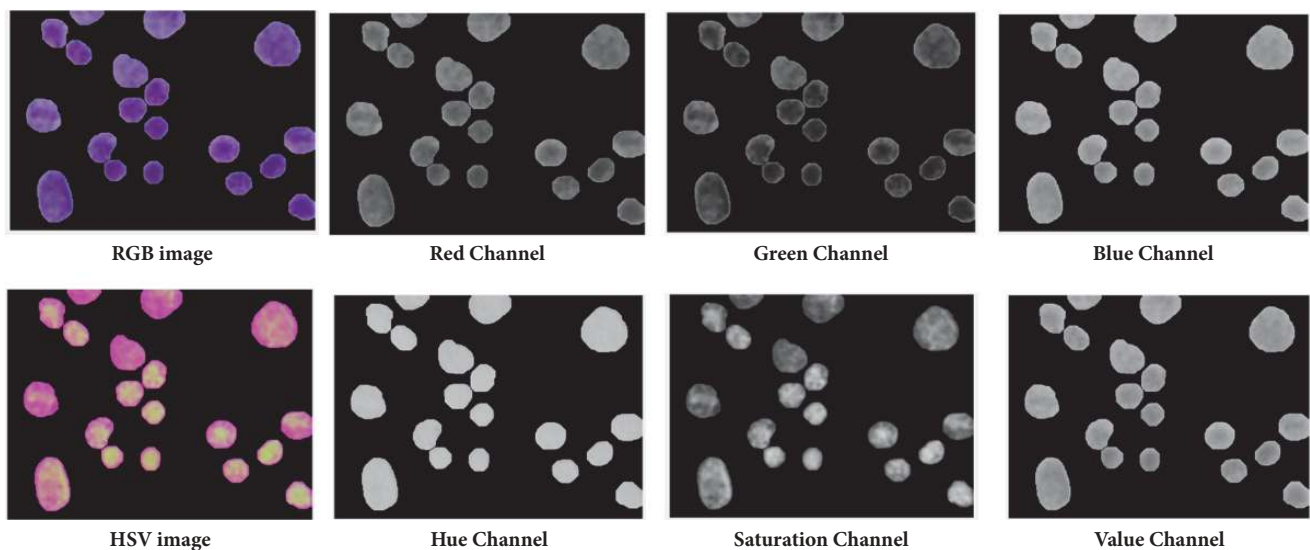 RGB image
Red Channel
Green Channel
Blue Channel
HSV image
Hue Channel
Saturation Channel
Value Channel